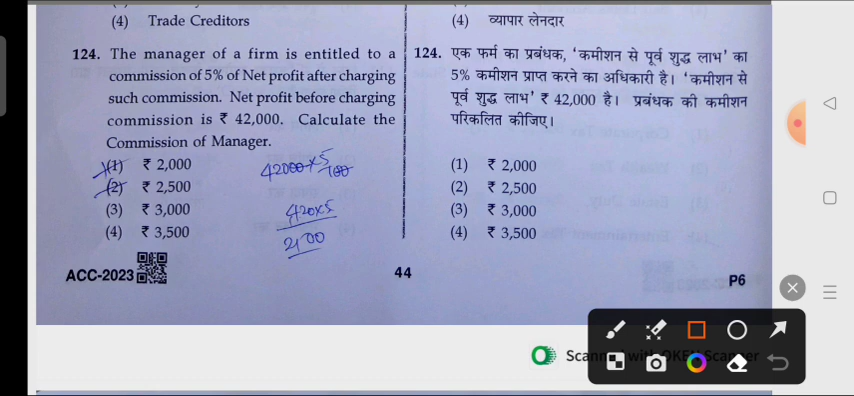 (4) Trade Creditors
124. The manager of a firm is entitled to a
commission of 5% of Net profit after charging
such commission. Net profit before charging
commission is ₹ 42,000. Calculate the
Commission of Manager.
(1) ₹ 2,000
(2) ₹ 2,500
(3) ₹ 3,000
(4) ₹ 3,500
42000×5
100
420×5
2100
ACC-2023
(4) व्यापार लेनदार
124. एक फर्म का प्रबंधक, ‘कमीशन से पूर्व शुद्ध लाभ’ का
5% कमीशन प्राप्त करने का अधिकारी है। ‘कमीशन से
पूर्व शुद्ध लाभ’ ₹ 42,000 है। प्रबंधक की कमीशन
परिकलित कीजिए।
(1) ₹ 2,000
(2) ₹ 2,500
(3) ₹ 3,000
(4) ₹ 3,500
44
P6
Scann with OKEN Scanner